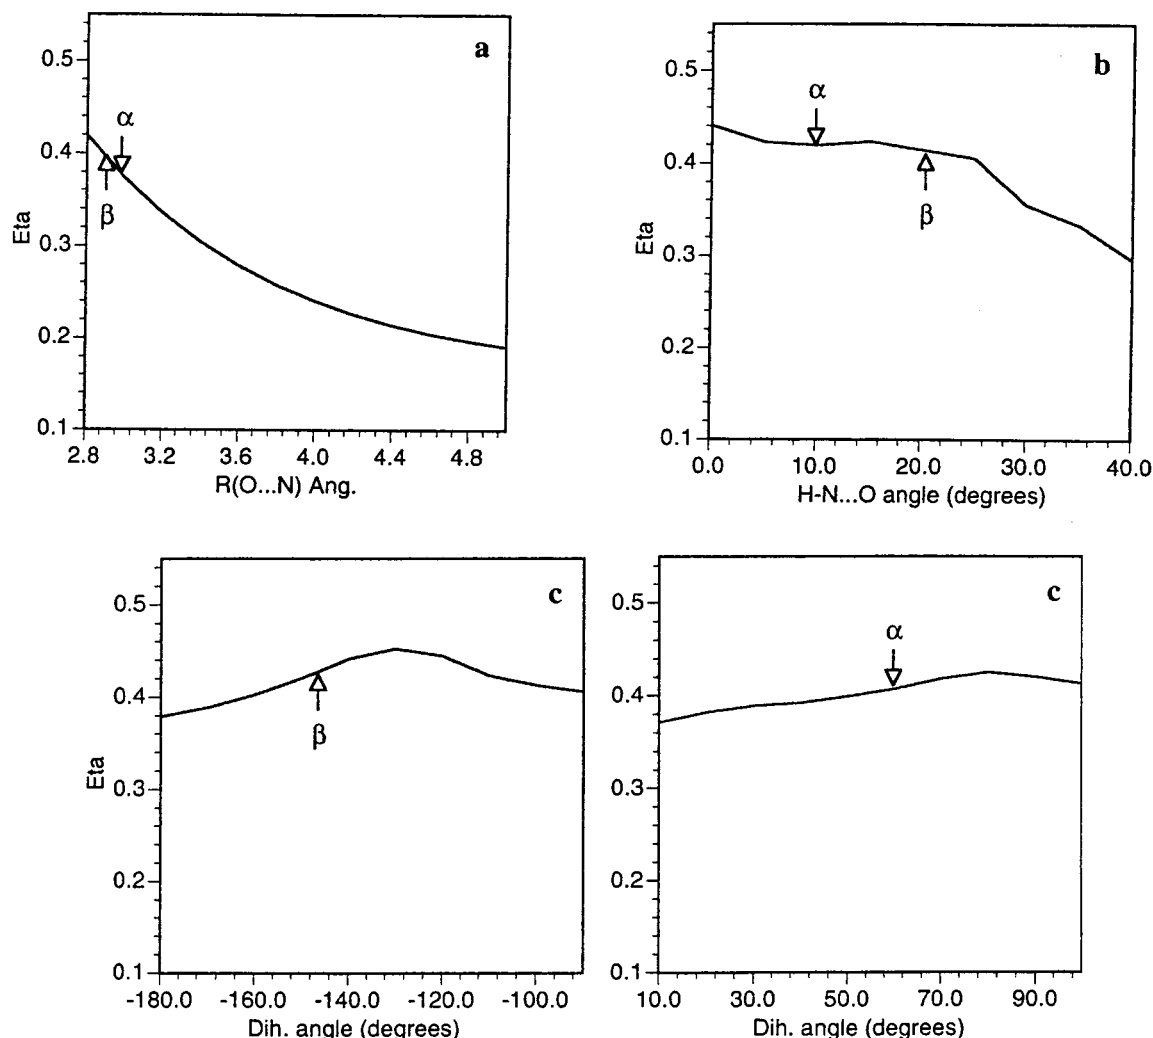 a
0.5
0.4
0.3
0.2
0.1
Eta
α
β
2.8 3.2 3.6 4.0 4.4 4.8
R(O...N) Ang.
b
0.5
0.4
0.3
0.2
0.1
Eta
α
β
0.0 10.0 20.0 30.0 40.0
H-N...O angle (degrees)
c
0.5
0.4
0.3
0.2
0.1
Eta
β
-180.0 -160.0 -140.0 -120.0 -100.0
Dih. angle (degrees)
c
0.5
0.4
0.3
0.2
0.1
α
10.0 30.0 50.0 70.0 90.0
Dih. angle (degrees)